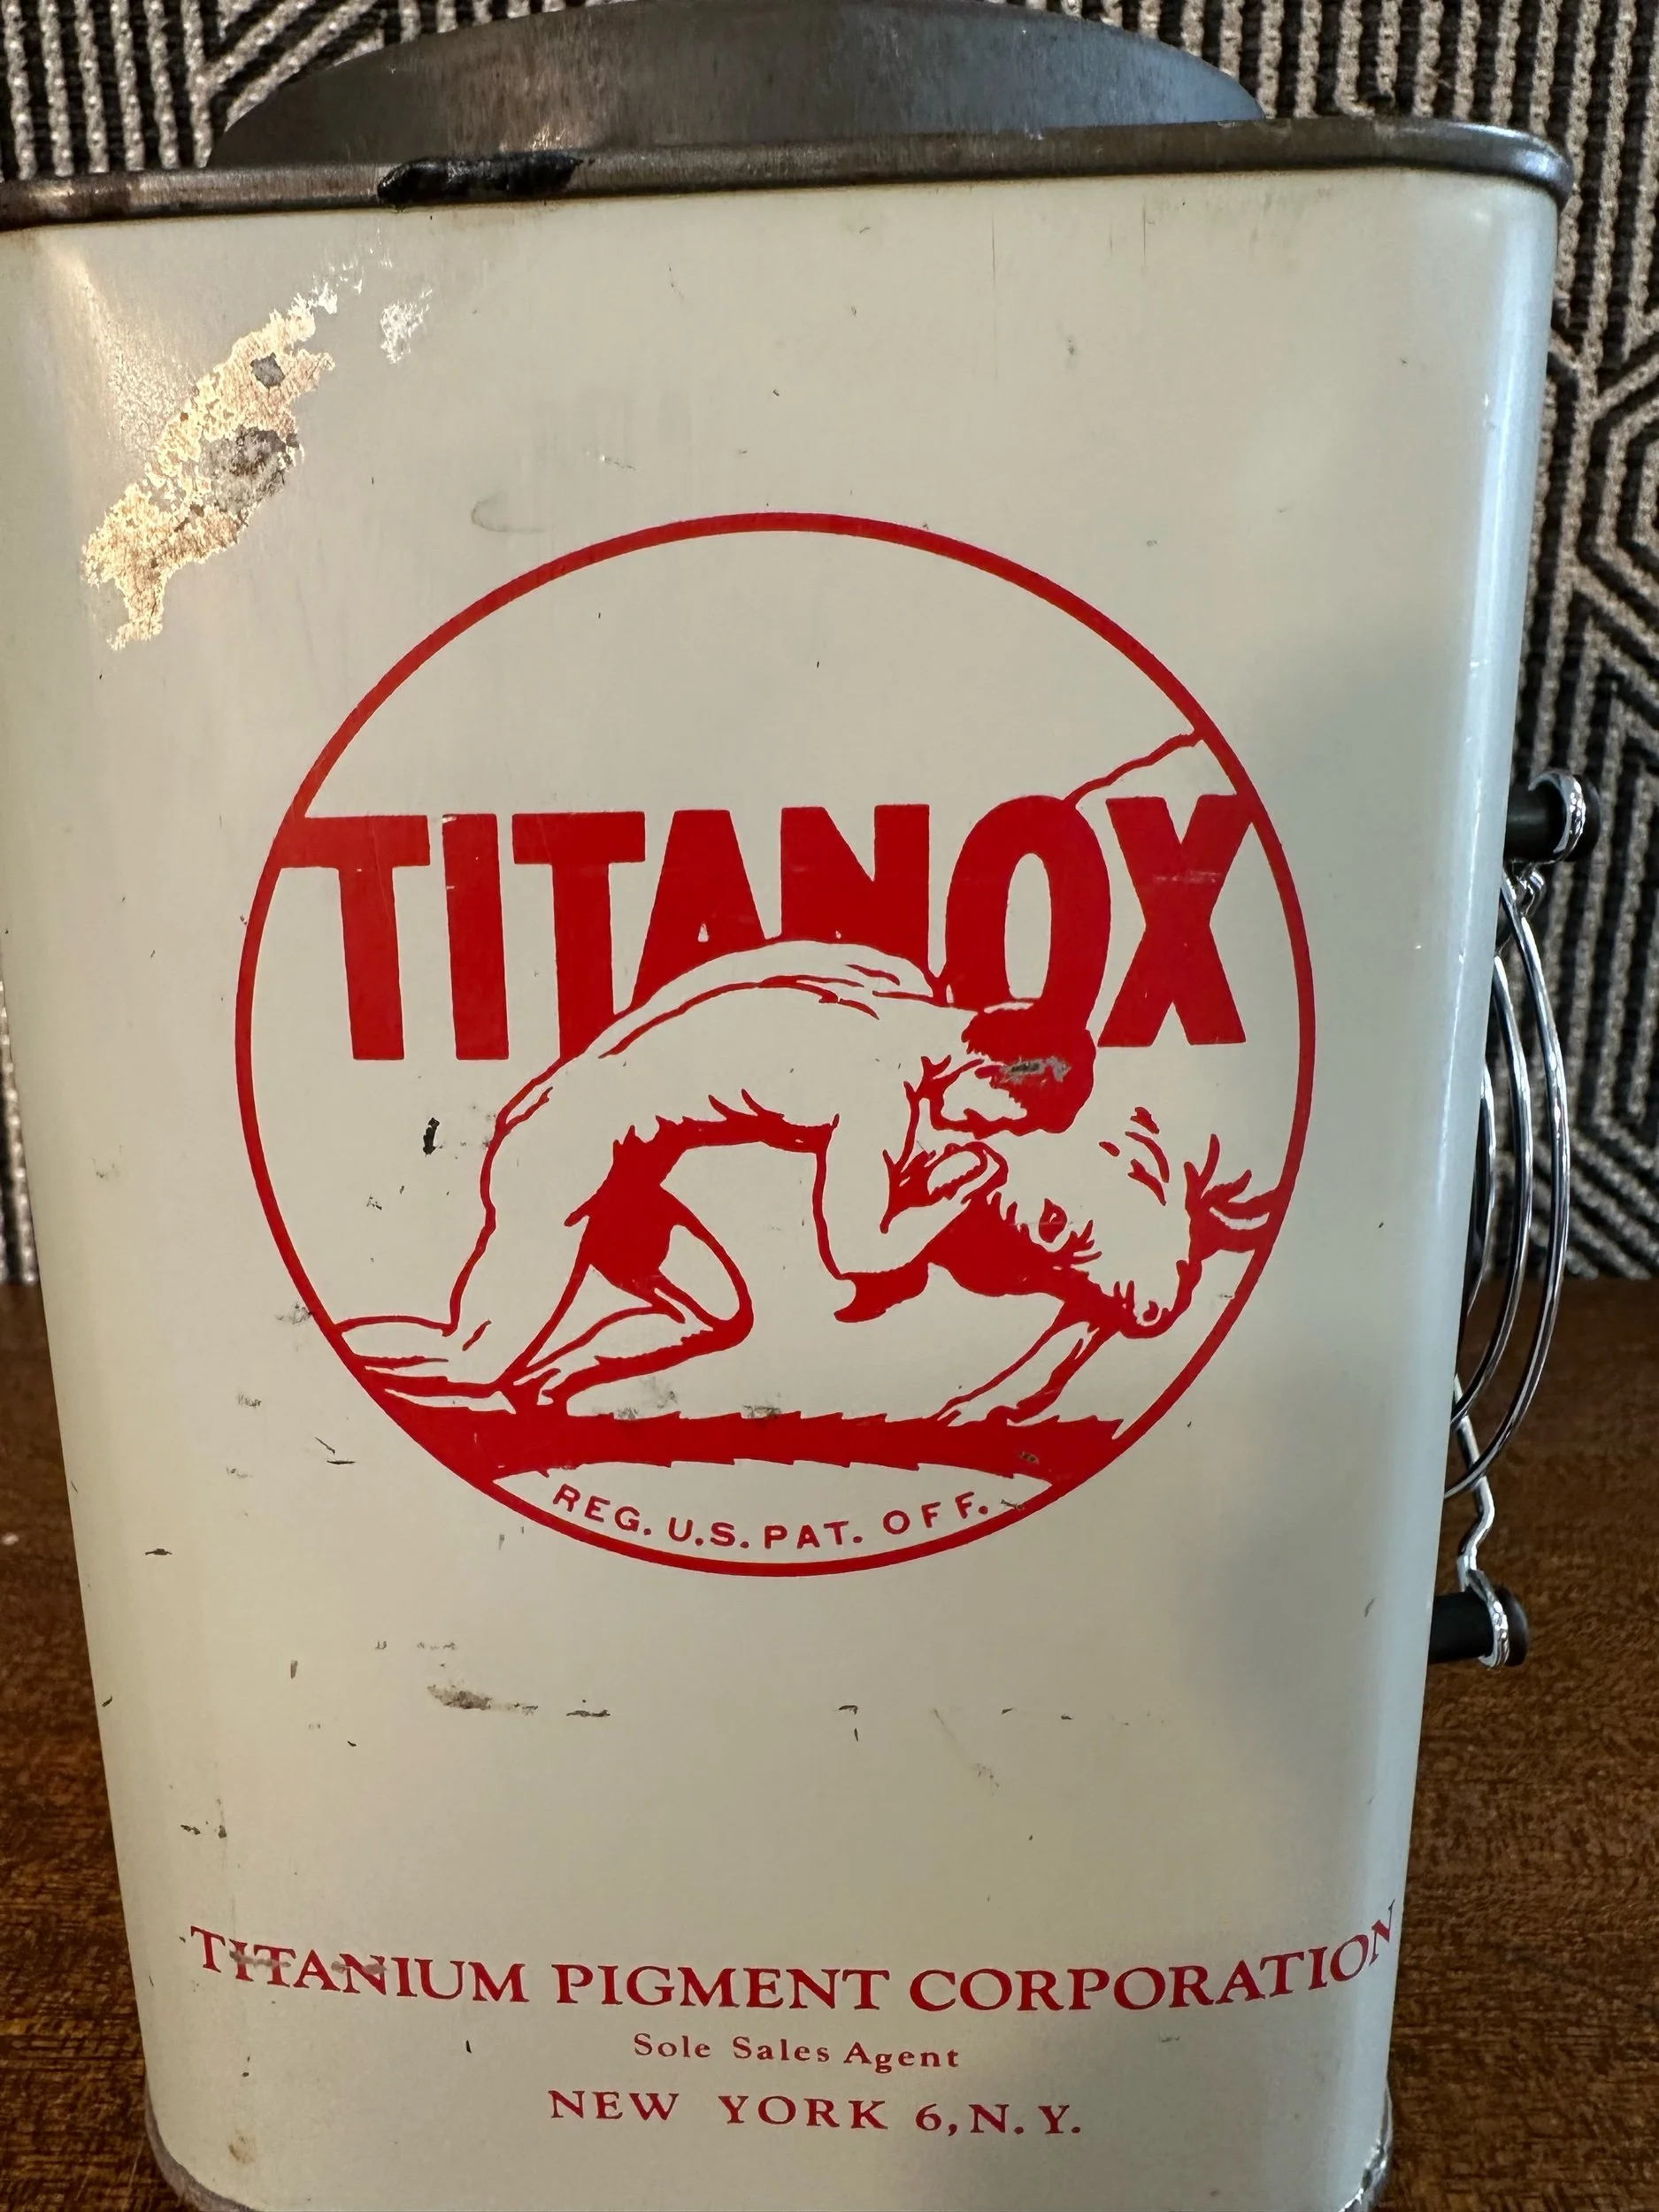 TITANOX
REG. U.S. PAT. OFF.
TITANIUM PIGMENT CORPORATION
Sole Sales Agent
NEW YORK 6, N. Y.